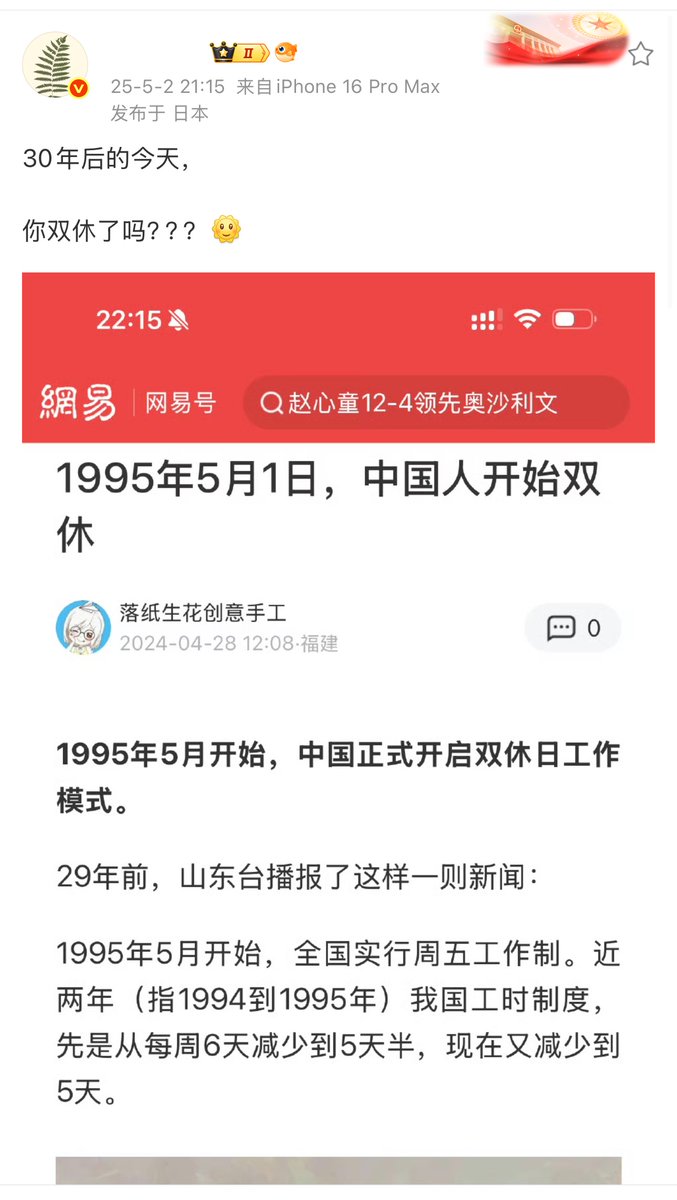 II
25-5-2 21:15 来自iPhone 16 Pro Max
发布于 日本
30年后的今天，
你双休了吗？？？
22:15
網易 网易号 赵心童12-4领先奥沙利文
1995年5月1日，中国人开始双
休
落纸生花创意手工
2024-04-28 12:08·福建
0
1995年5月开始，中国正式开启双休日工作
模式。
29年前，山东台播报了这样一则新闻：
1995年5月开始，全国实行周五工作制。近
两年（指1994到1995年）我国工时制度，
先是从每周6天减少到5天半，现在又减少到
5天。